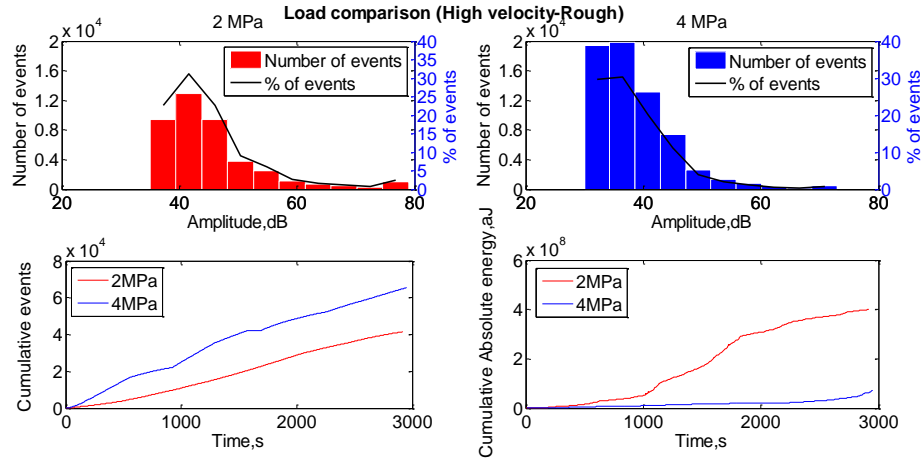 Load comparison (High velocity-Rough)
2 MPa
x 10^4
2
1.6
1.2
0.8
0.4
0
Number of events
20
40
60
80
Amplitude,dB
40
35
30
25
20
15
10
5
0
% of events
Number of events
% of events
4 MPa
x 10^4
2
1.6
1.2
0.8
0.4
0
Number of events
20
40
60
80
Amplitude,dB
40
35
30
25
20
15
10
5
0
% of events
Number of events
% of events
x 10^4
8
6
4
2
0
Cumulative events
0
1000
2000
3000
Time,s
2MPa
4MPa
x 10^8
6
4
2
0
Cumulative Absolute energy,aJ
0
1000
2000
3000
Time,s
2MPa
4MPa